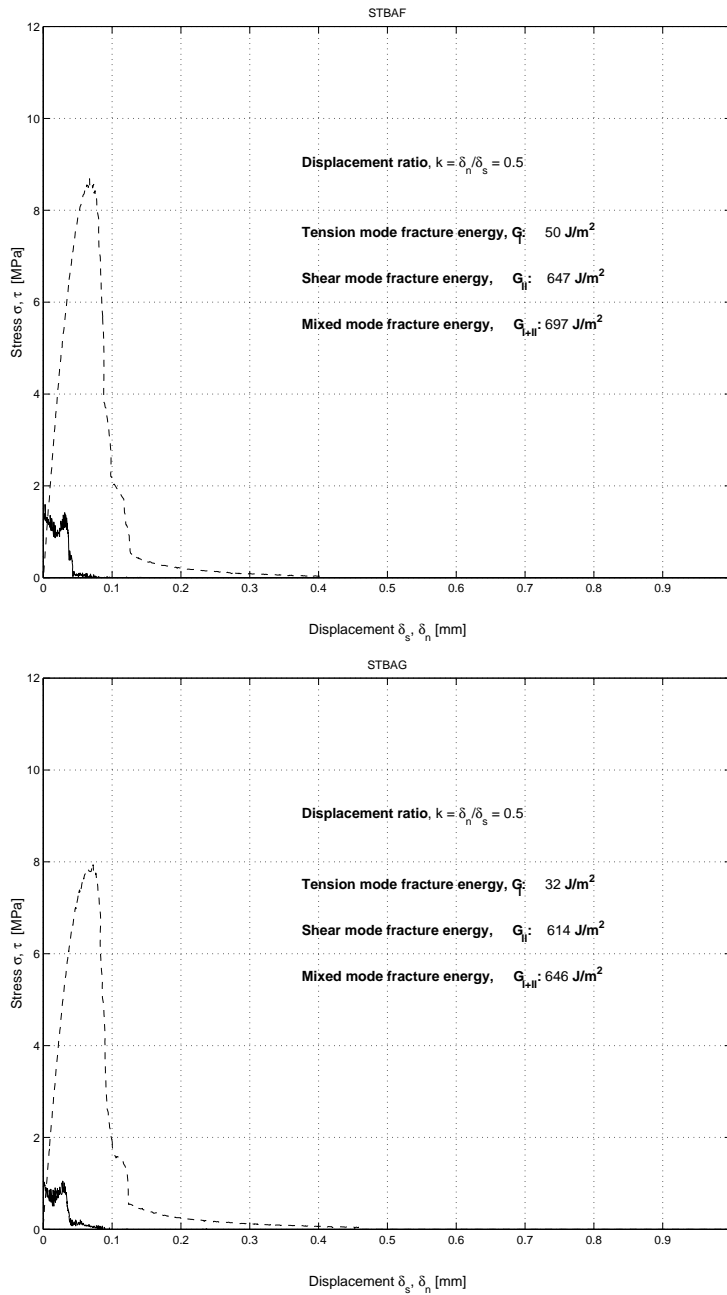 STBAF
12
10
8
6
4
2
0
Stress σ, τ [MPa]
Displacement ratio, k = δn/δs = 0.5
Tension mode fracture energy, GI: 50 J/m²
Shear mode fracture energy, GII: 647 J/m²
Mixed mode fracture energy, GI+II: 697 J/m²
0 0.1 0.2 0.3 0.4 0.5 0.6 0.7 0.8 0.9
Displacement δs, δn [mm]
STBAG
12
10
8
6
4
2
0
Stress σ, τ [MPa]
Displacement ratio, k = δn/δs = 0.5
Tension mode fracture energy, GI: 32 J/m²
Shear mode fracture energy, GII: 614 J/m²
Mixed mode fracture energy, GI+II: 646 J/m²
0 0.1 0.2 0.3 0.4 0.5 0.6 0.7 0.8 0.9
Displacement δs, δn [mm]